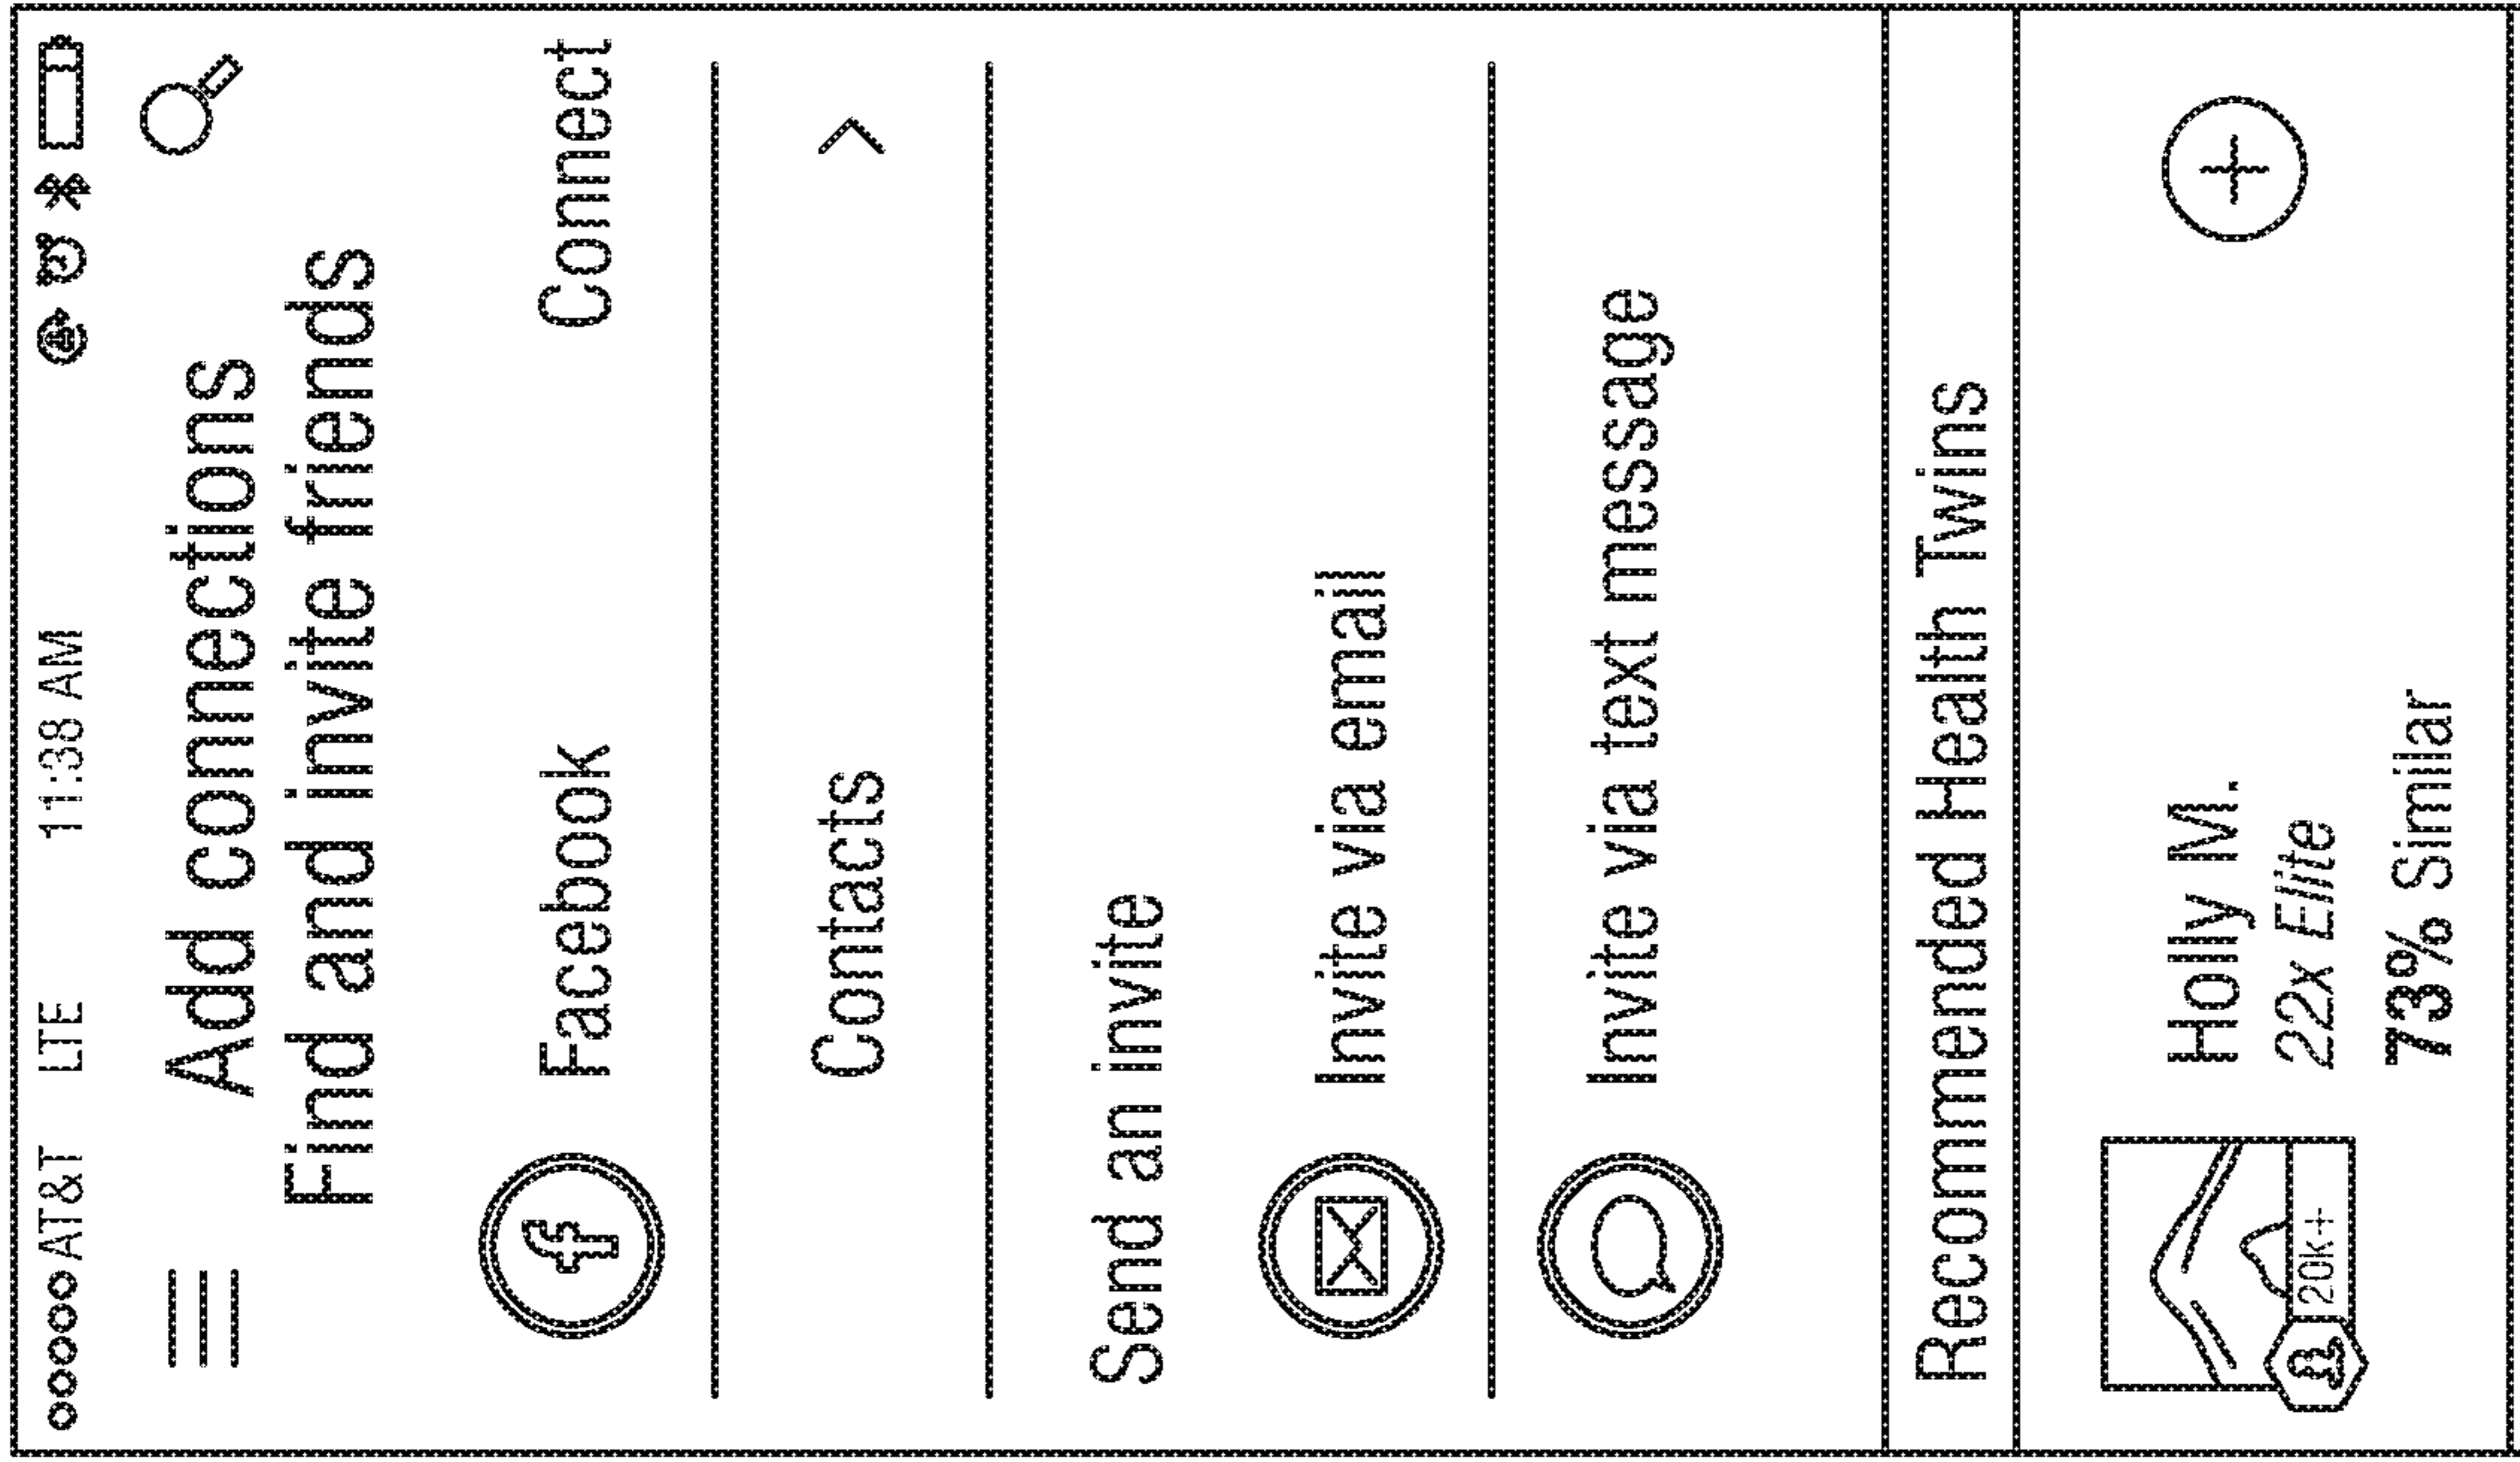 AT&T LTE 11:38 AM
Add connections
Find and invite friends
f Facebook Connect
Contacts
Send an invite
Invite via email
Invite via text message
Recommended Health Twins
Holly M.
22x Elite
20k+
73% Similar